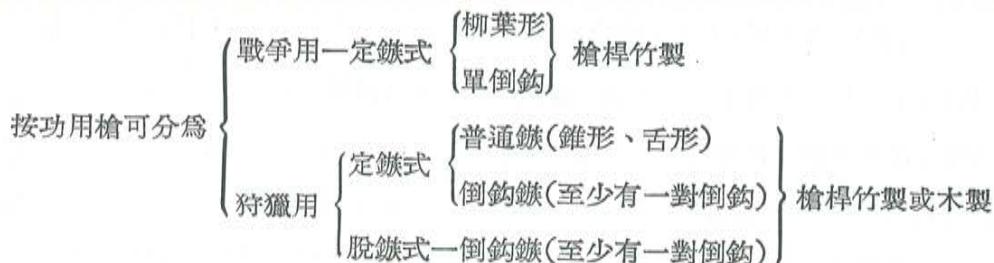 柳葉形
戰爭用一定鏃式 槍桿竹製
單倒鈎
按功用槍可分爲
普通鏃(錐形、舌形)
定鏃式
倒鈎鏃(至少有一對倒鈎)
狩獵用 槍桿竹製或木製
脫鏃式一倒鈎鏃(至少有一對倒鈎)